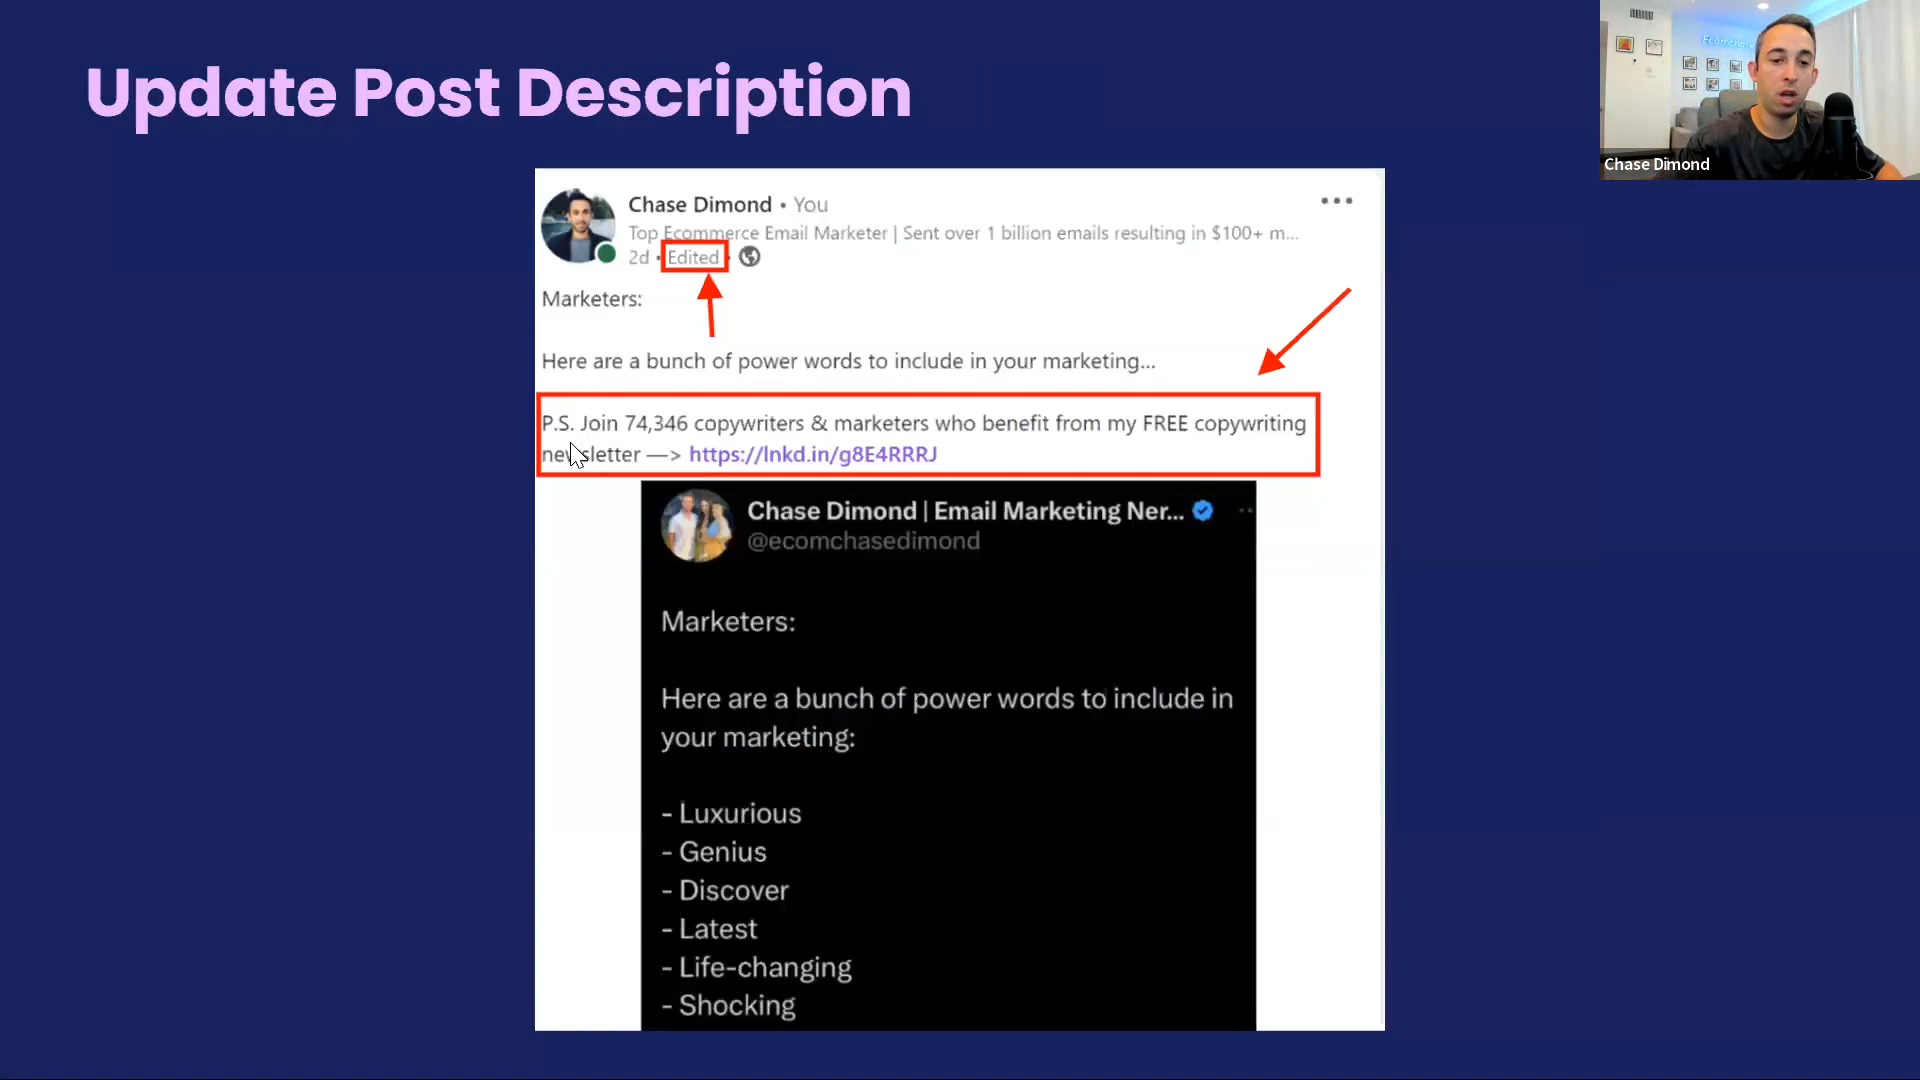 Update Post Description
Chase Dimond
Chase Dimond • You
Top Ecommerce Email Marketer | Sent over 1 billion emails resulting in $100+ m...
2d • Edited •
Marketers:
Here are a bunch of power words to include in your marketing...
P.S. Join 74,346 copywriters & marketers who benefit from my FREE copywriting
newsletter —> https://lnkd.in/g8E4RRRJ
Chase Dimond | Email Marketing Ner...
@ecomchasedimond
Marketers:
Here are a bunch of power words to include in
your marketing:
- Luxurious
- Genius
- Discover
- Latest
- Life-changing
- Shocking